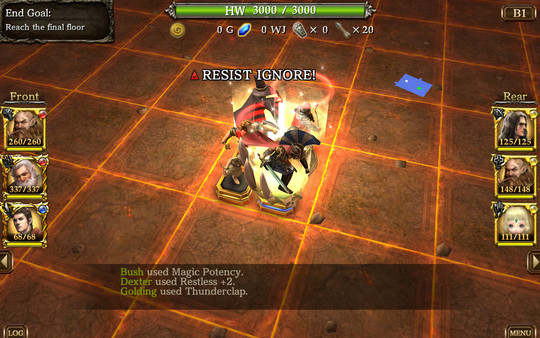 End Goal:
Reach the final floor
HW 3000 / 3000
B1
G 0 G 0 WJ × 0 ×20
RESIST IGNORE!
Front
Rear
260/260
125/125
337/337
148/148
68/68
111/111
Bush used Magic Potency.
Dexter used Restless +2.
Golding used Thunderclap.
LOG
MENU